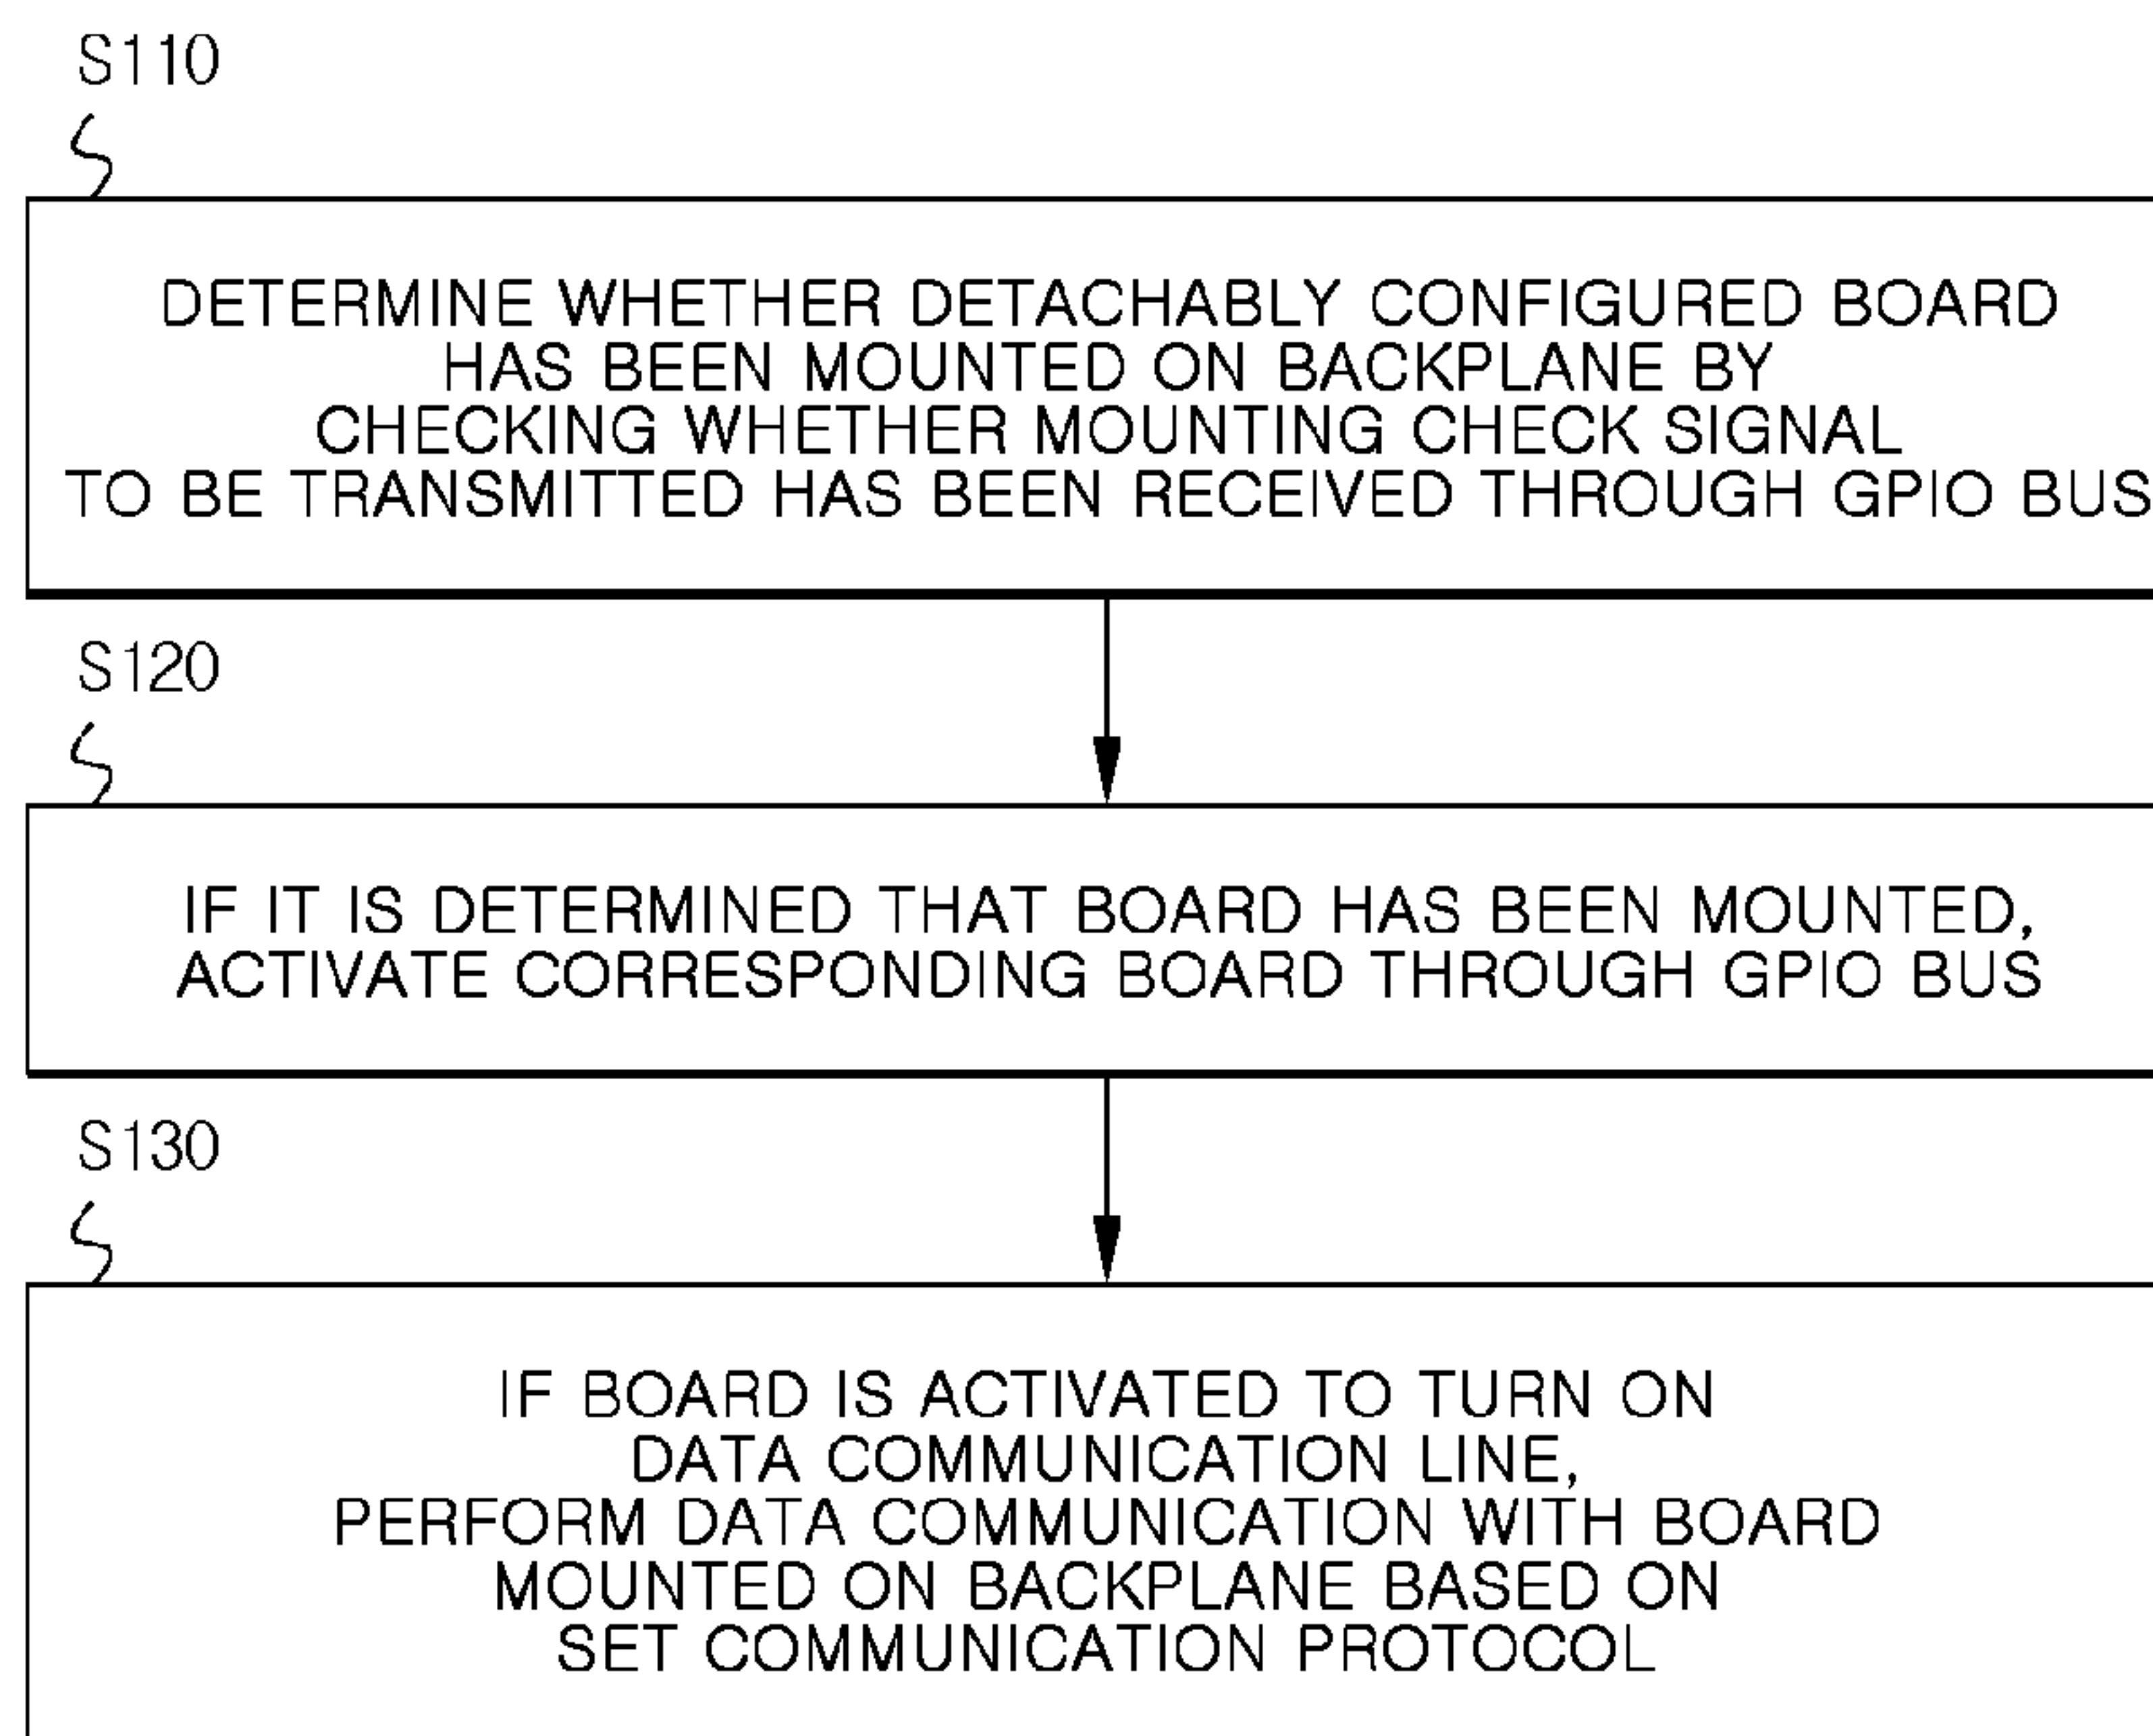 S110
DETERMINE WHETHER DETACHABLY CONFIGURED BOARD
HAS BEEN MOUNTED ON BACKPLANE BY
CHECKING WHETHER MOUNTING CHECK SIGNAL
TO BE TRANSMITTED HAS BEEN RECEIVED THROUGH GPIO BUS
S120
IF IT IS DETERMINED THAT BOARD HAS BEEN MOUNTED,
ACTIVATE CORRESPONDING BOARD THROUGH GPIO BUS
S130
IF BOARD IS ACTIVATED TO TURN ON
DATA COMMUNICATION LINE,
PERFORM DATA COMMUNICATION WITH BOARD
MOUNTED ON BACKPLANE BASED ON
SET COMMUNICATION PROTOCOL